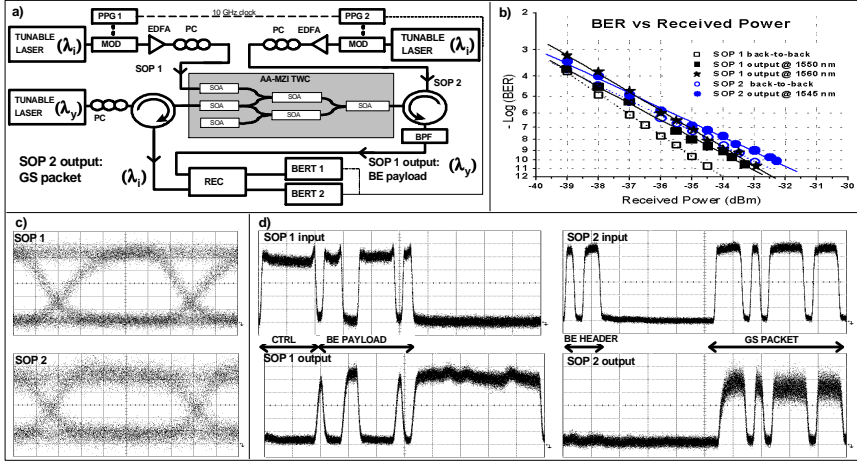 a)
PPG 1
10 GHz clock
PPG 2
TUNABLE LASER (λi)
MOD
EDFA
PC
PC
EDFA
MOD
TUNABLE LASER (λi)
SOP 1
AA-MZI TWC
SOP 2
SOA
SOA
SOA
SOA
SOA
SOA
TUNABLE LASER (λy)
PC
BPF
SOP 2 output:
GS packet
(λi)
REC
BERT 1
BERT 2
SOP 1 output:
BE payload
(λy)
b)
BER vs Received Power
- Log (BER)
2
3
4
5
6
7
8
9
10
11
12
SOP 1 back-to-back
SOP 1 output @ 1550 nm
SOP 1 output @ 1560 nm
SOP 2 back-to-back
SOP 2 output @ 1545 nm
-40 -39 -38 -37 -36 -35 -34 -33 -32 -31 -30
Received Power (dBm)
c)
SOP 1
SOP 2
d)
SOP 1 input
SOP 2 input
CTRL
BE PAYLOAD
SOP 1 output
BE HEADER
GS PACKET
SOP 2 output